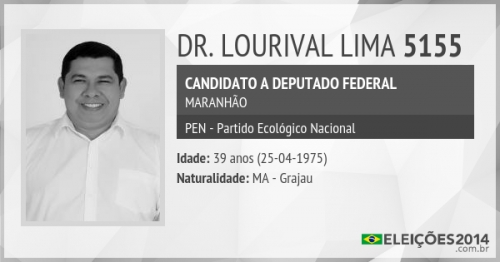 DR. LOURIVAL LIMA 5155
CANDIDATO A DEPUTADO FEDERAL
MARANHÃO
PEN - Partido Ecológico Nacional
Idade: 39 anos (25-04-1975)
Naturalidade: MA - Grajau
ELEIÇÕES2014
.com.br